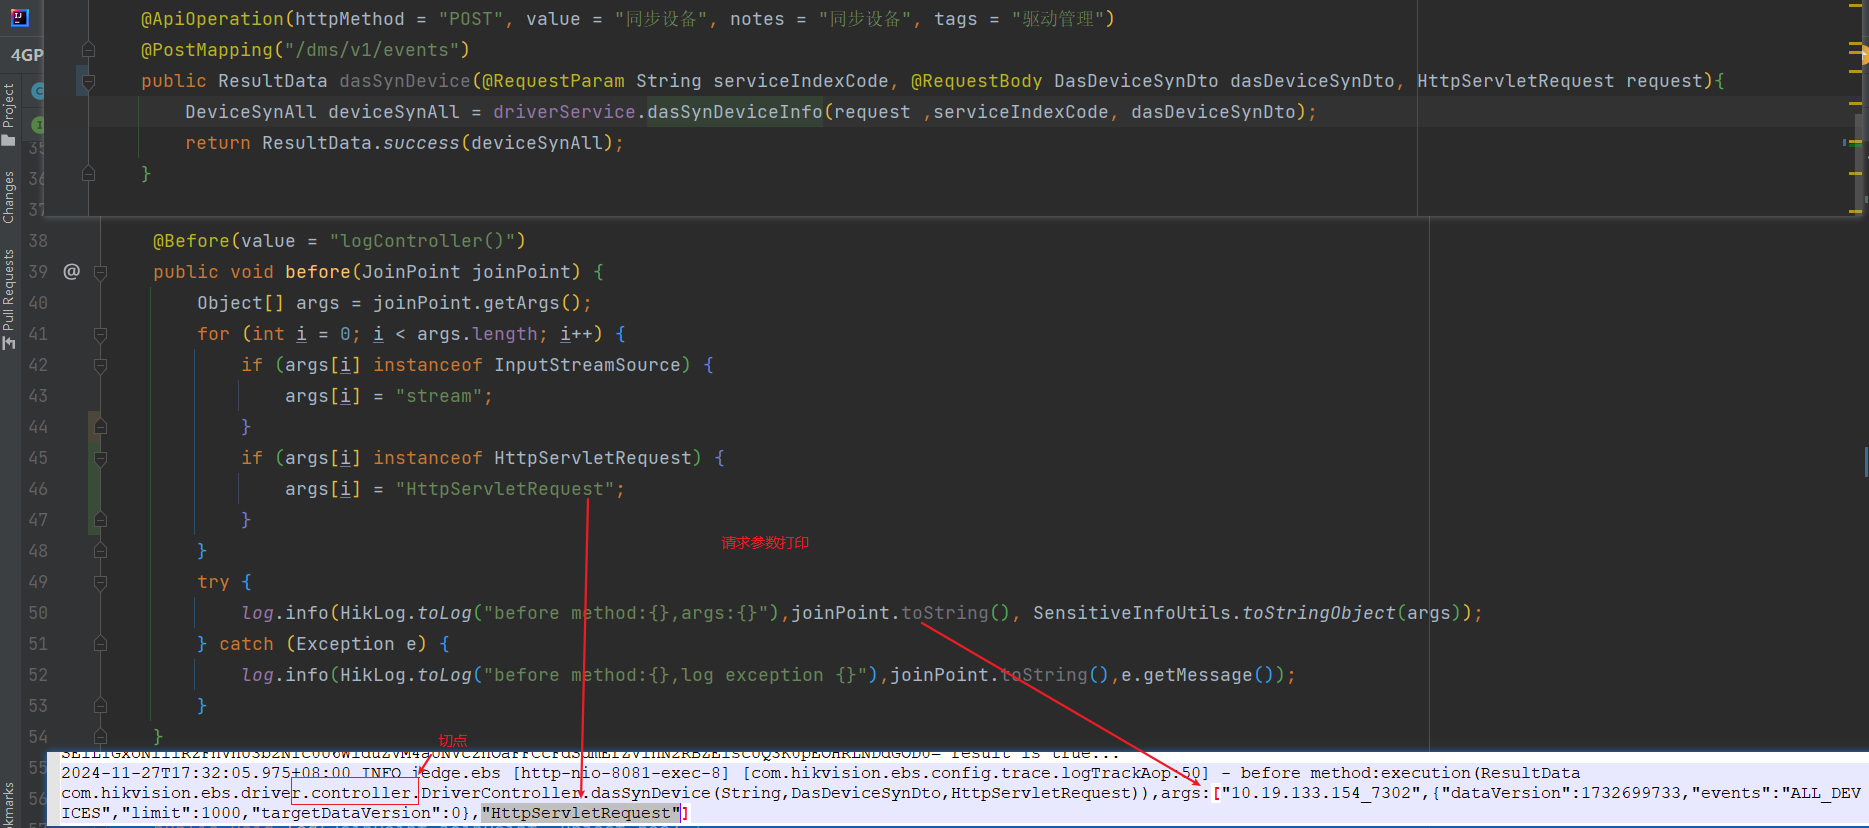 @ApiOperation(httpMethod = "POST", value = "同步设备", notes = "同步设备", tags = "驱动管理")
4GP
@PostMapping("/dms/v1/events")
public ResultData dasSynDevice(@RequestParam String serviceIndexCode, @RequestBody DasDeviceSynDto dasDeviceSynDto, HttpServletRequest request){
DeviceSynAll deviceSynAll = driverService.dasSynDeviceInfo(request ,serviceIndexCode, dasDeviceSynDto);
return ResultData.success(deviceSynAll);
}
Project
Changes
Pull Requests
okmarks
35
36
37
38 @Before(value = "logController()")
39 @ public void before(JoinPoint joinPoint) {
40 Object[] args = joinPoint.getArgs();
41 for (int i = 0; i < args.length; i++) {
42 if (args[i] instanceof InputStreamSource) {
43 args[i] = "stream";
44 }
45 if (args[i] instanceof HttpServletRequest) {
46 args[i] = "HttpServletRequest";
47 }
请求参数打印
48 }
49 try {
50 log.info(HikLog.toLog("before method:{},args:{}"),joinPoint.toString(), SensitiveInfoUtils.toStringObject(args));
51 } catch (Exception e) {
52 log.info(HikLog.toLog("before method:{},log exception {}"),joinPoint.toString(),e.getMessage());
53 }
54 }
切点
result is true...
55
2024-11-27T17:32:05.975+08:00 INFO iedge.ebs [http-nio-8081-exec-8] [com.hikvision.ebs.config.trace.logTrackAop:50] - before method:execution(ResultData
56
com.hikvision.ebs.driver.controller.DriverController.dasSynDevice(String,DasDeviceSynDto,HttpServletRequest)),args:["10.19.133.154_7302",{"dataVersion":1732699733,"events":"ALL_DEV
ICES","limit":1000,"targetDataVersion":0},"HttpServletRequest"]